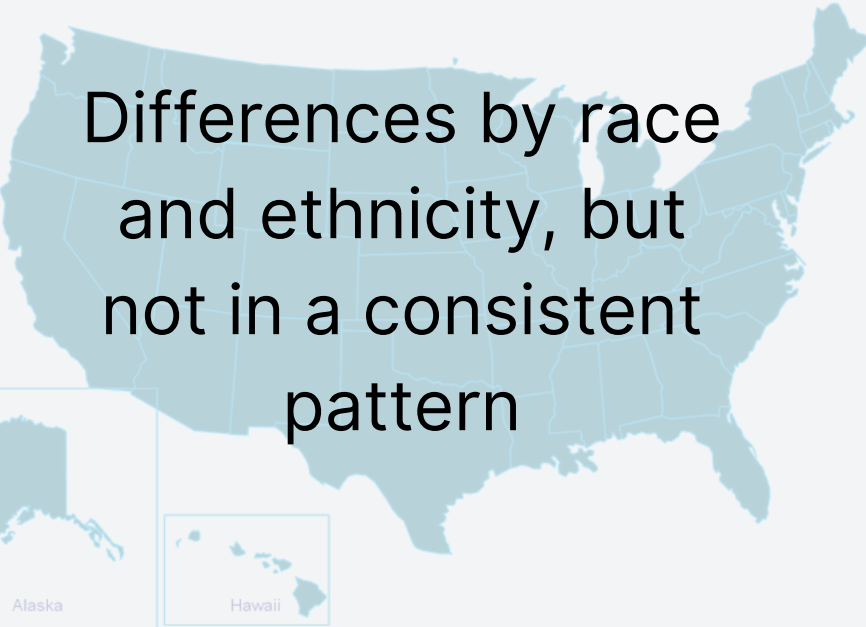 Differences by race
and ethnicity, but
not in a consistent
pattern
Alaska
Hawaii